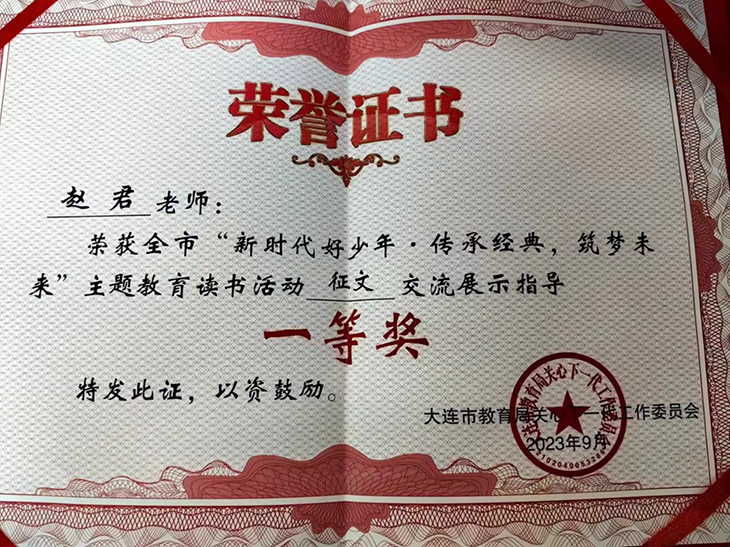 荣誉证书
赵君老师：
荣获全市“新时代好少年·传承经典，筑梦未
来”主题教育读书活动征文交流展示指导
一等奖
特发此证，以资鼓励。
大连市教育局关心下一代工作委员会
2023年9月